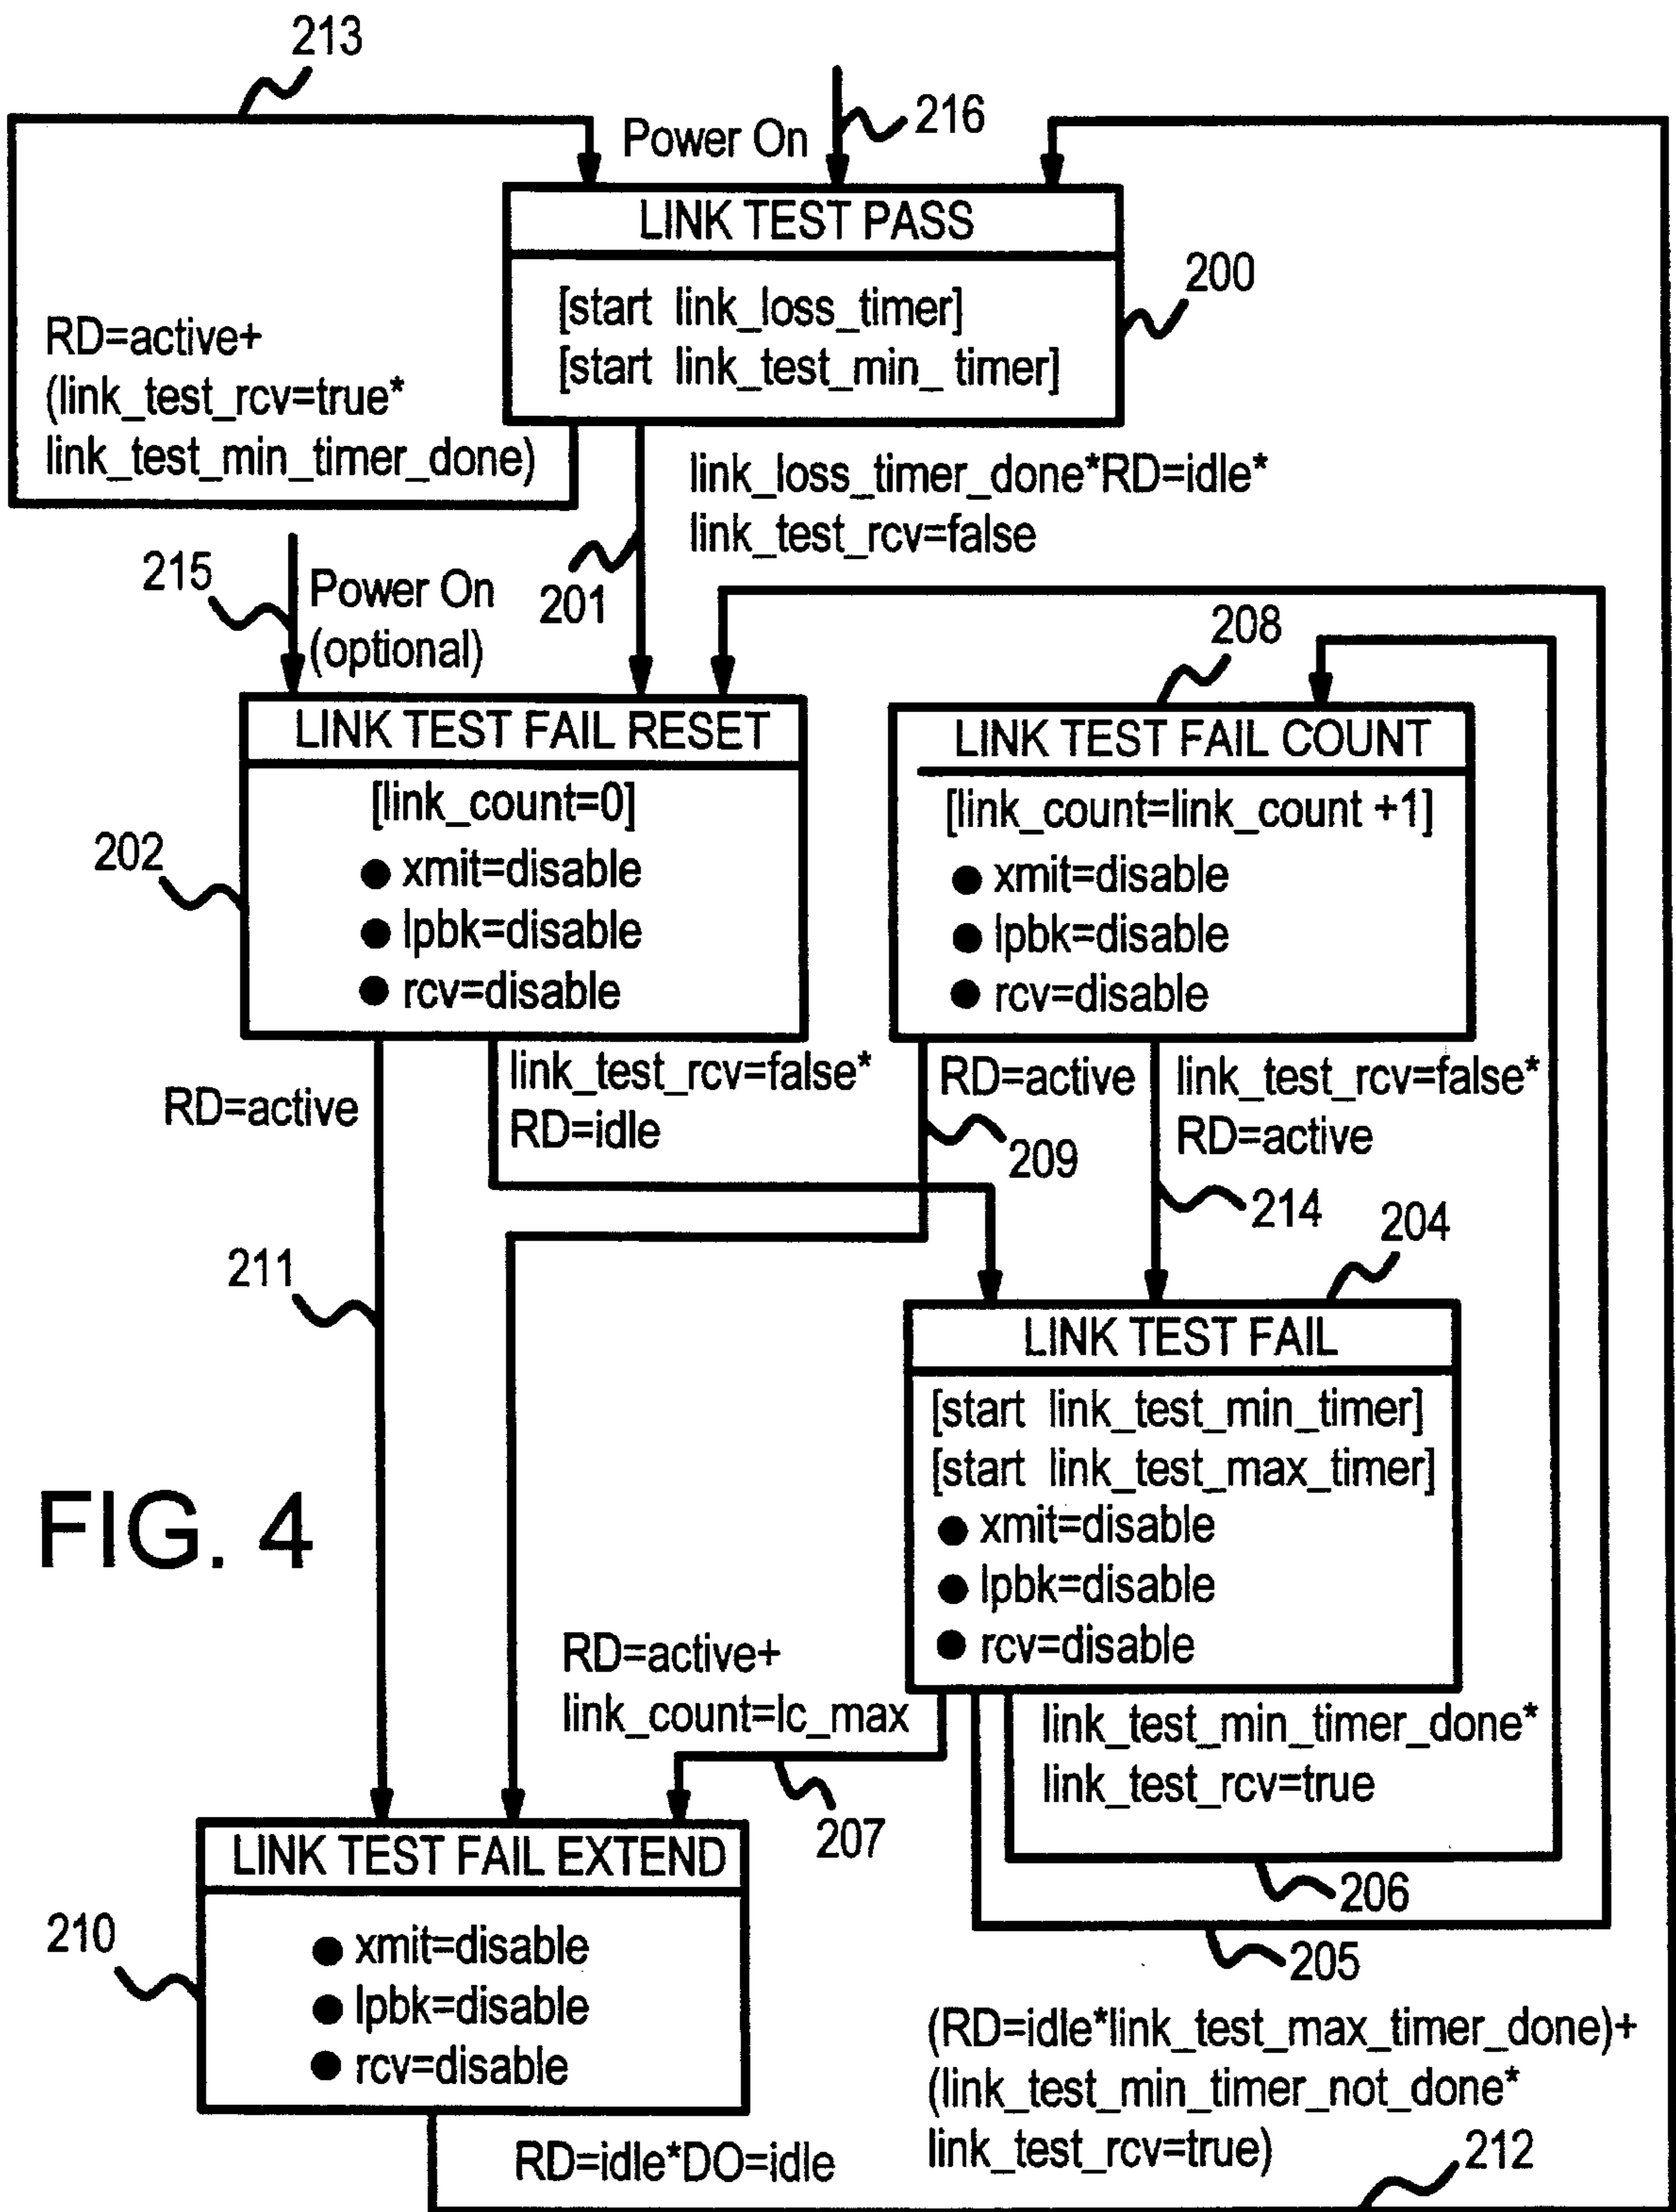 213
Power On
216
LINK TEST PASS
200
[start link_loss_timer]
[start link_test_min_ timer]
RD=active+
(link_test_rcv=true*
link_test_min_timer_done)
link_loss_timer_done*RD=idle*
link_test_rcv=false
215
Power On
(optional)
201
208
LINK TEST FAIL RESET
[link_count=0]
● xmit=disable
● lpbk=disable
● rcv=disable
202
LINK TEST FAIL COUNT
[link_count=link_count +1]
● xmit=disable
● lpbk=disable
● rcv=disable
RD=active
link_test_rcv=false*
RD=idle
RD=active
209
link_test_rcv=false*
RD=active
214
204
211
LINK TEST FAIL
[start link_test_min_timer]
[start link_test_max_timer]
● xmit=disable
● lpbk=disable
● rcv=disable
FIG. 4
RD=active+
link_count=lc_max
207
link_test_min_timer_done*
link_test_rcv=true
206
205
LINK TEST FAIL EXTEND
210
● xmit=disable
● lpbk=disable
● rcv=disable
(RD=idle*link_test_max_timer_done)+
(link_test_min_timer_not_done*
link_test_rcv=true)
RD=idle*DO=idle
212